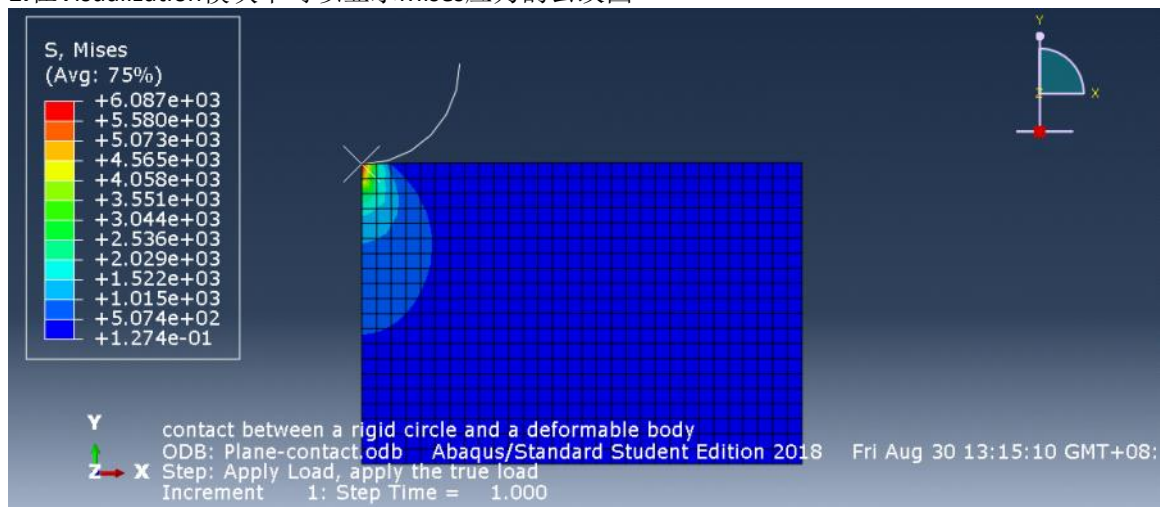 S, Mises
(Avg: 75%)
+6.087e+03
+5.580e+03
+5.073e+03
+4.565e+03
+4.058e+03
+3.551e+03
+3.044e+03
+2.536e+03
+2.029e+03
+1.522e+03
+1.015e+03
+5.074e+02
+1.274e-01
Y
Z
X
Y
Z
X
contact between a rigid circle and a deformable body
ODB: Plane-contact.odb Abaqus/Standard Student Edition 2018 Fri Aug 30 13:15:10 GMT+08:
Step: Apply Load, apply the true load
Increment 1: Step Time = 1.000